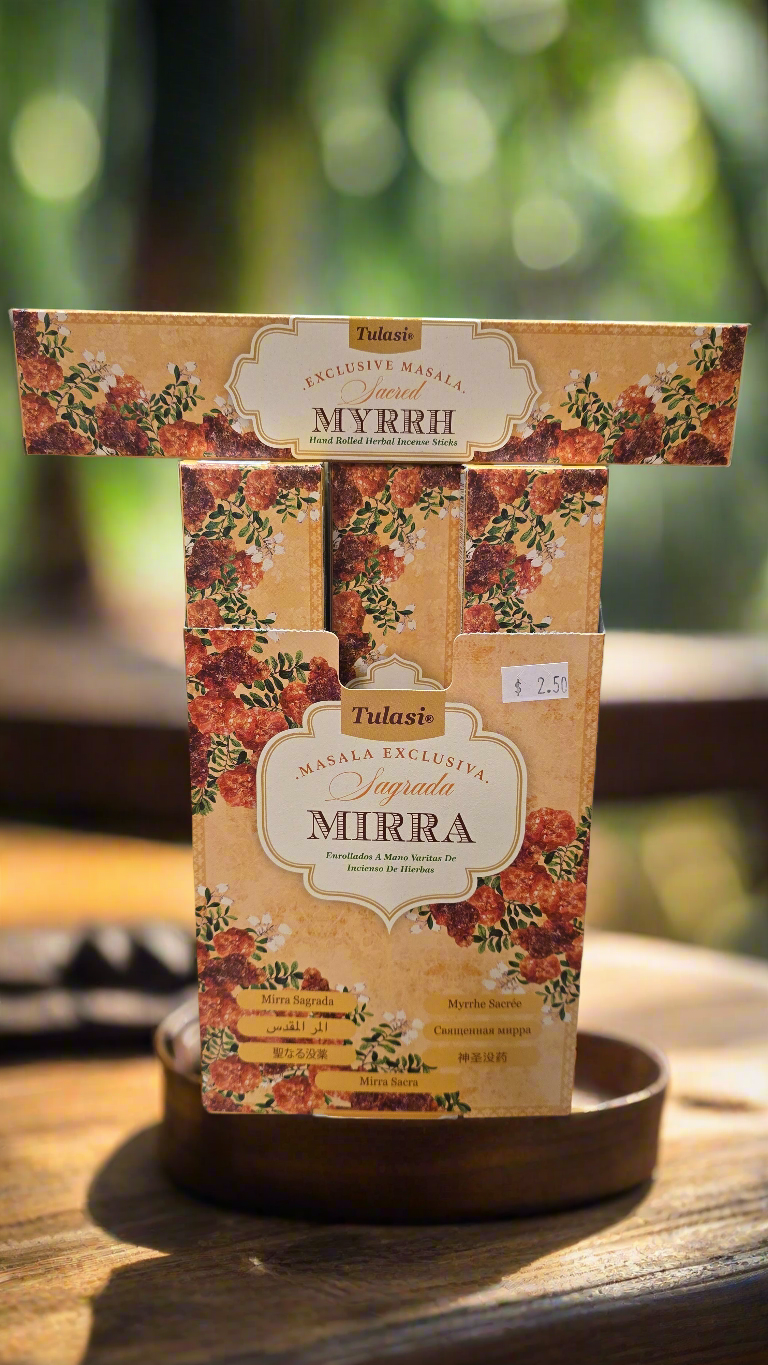 Tulasi®
·EXCLUSIVE MASALA·
Sacred
MYRRH
Hand Rolled Herbal Incense Sticks
$ 2.50
Tulasi®
·MASALA EXCLUSIVA·
Sagrada
MIRRA
Enrollados A Mano Varitas De
Incienso De Hierbas
Mirra Sagrada
Myrrhe Sacrée
المر المقدس
Священная мирра
聖なる没薬
神圣没药
Mirra Sacra